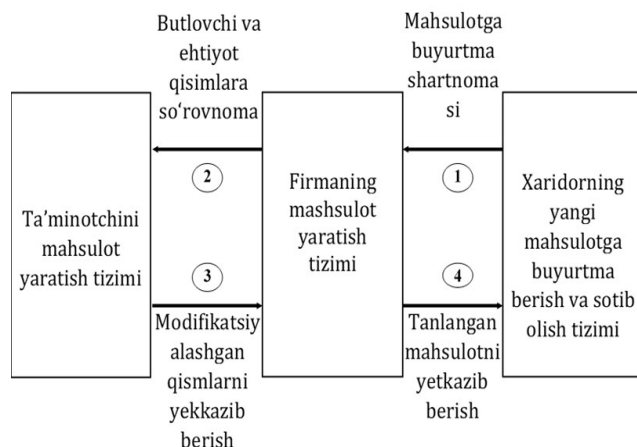 Butlovchi va
ehtiyot
qisimlara
so‘rovnoma
Mahsulotga
buyurtma
shartnoma
si
2
1
Ta’minotchini
mahsulot
yaratish tizimi
Firmaning
mashsulot
yaratish
tizimi
Xaridorning
yangi
mahsulotga
buyurtma
berish va sotib
olish tizimi
3
4
Modifikatsiy
alashgan
qismlarni
yekkazib
berish
Tanlangan
mahsulotni
yetkazib
berish